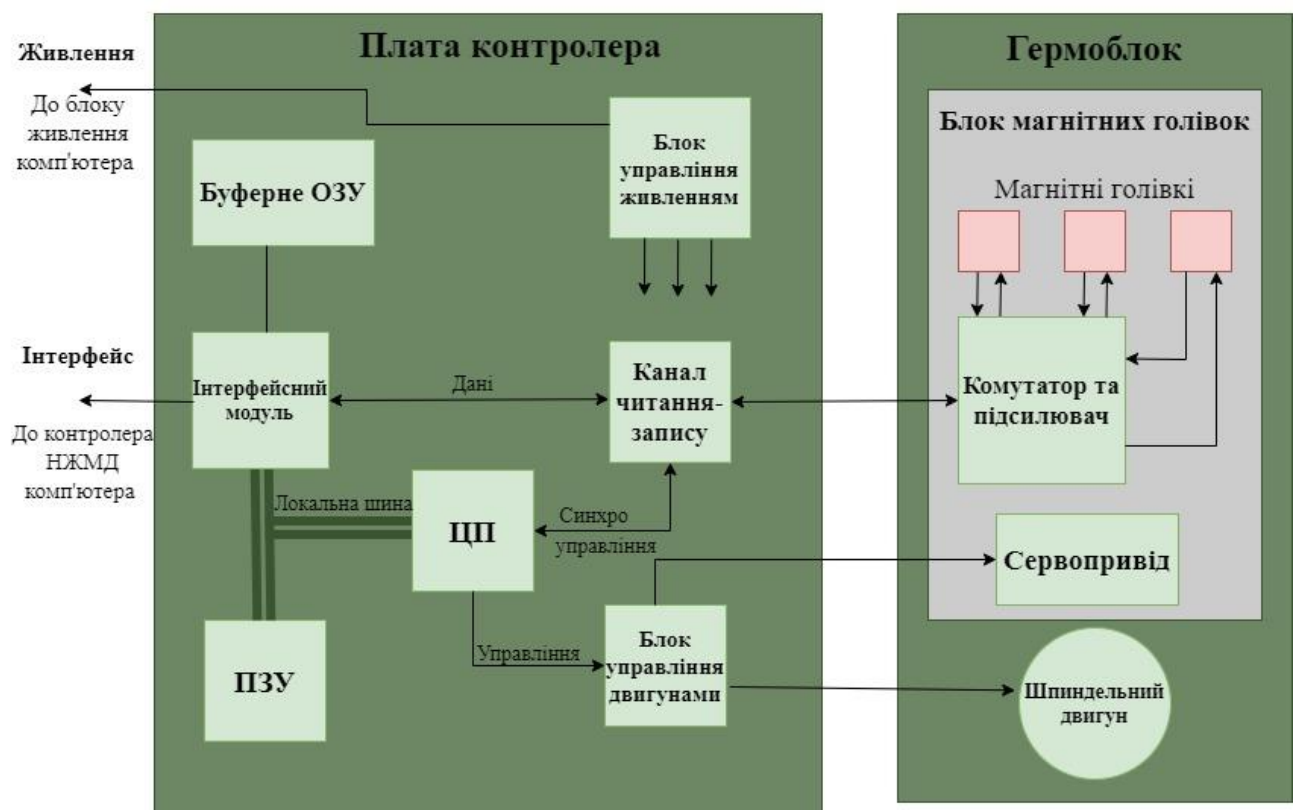 Плата контролера
Гермоблок
Живлення
До блоку
живлення
комп'ютера
Блок
управління
живленням
Буферне ОЗУ
Блок магнітних голівок
Магнітні голівкі
Інтерфейс
До контролера
НЖМД
комп'ютера
Інтерфейсний
модуль
Дані
Канал
читання-
запису
Комутатор та
підсилювач
Локальна шина
ЦП
Синхро
управління
Сервопривід
ПЗУ
Управління
Блок
управління
двигунами
Шпиндельний
двигун